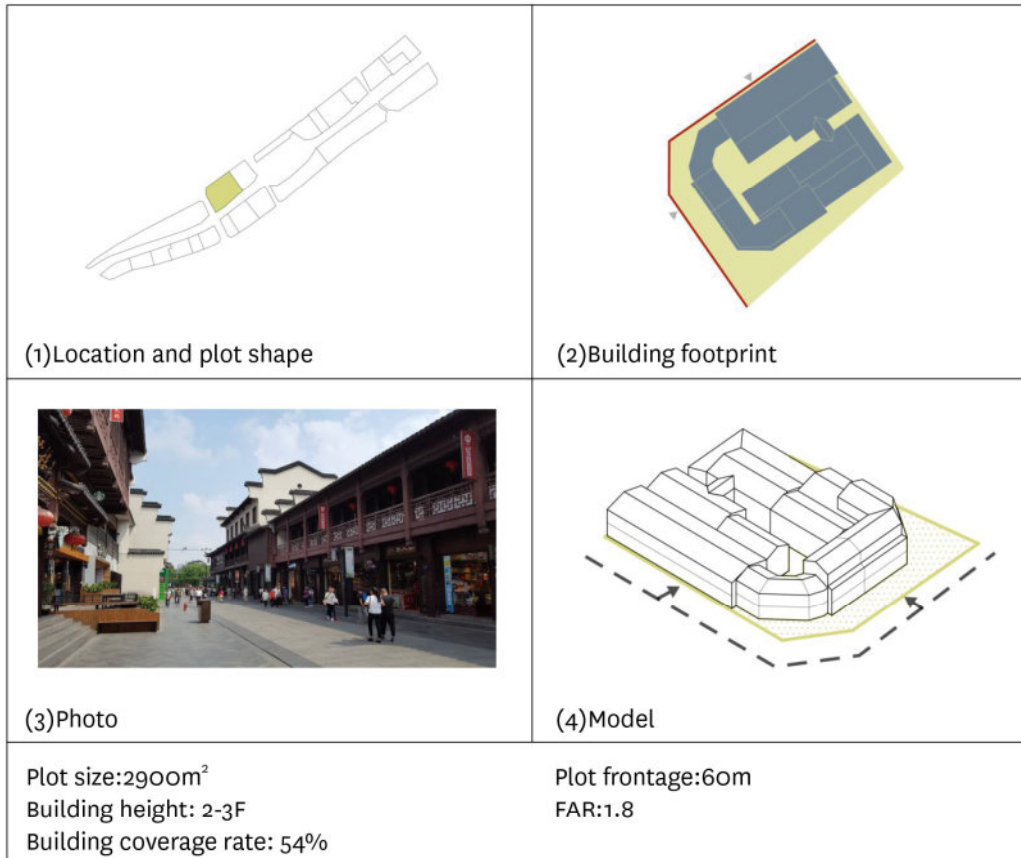 (1)Location and plot shape
(2)Building footprint
(3)Photo
(4)Model
Plot size:2900m²
Building height: 2-3F
Building coverage rate: 54%
Plot frontage:60m
FAR:1.8